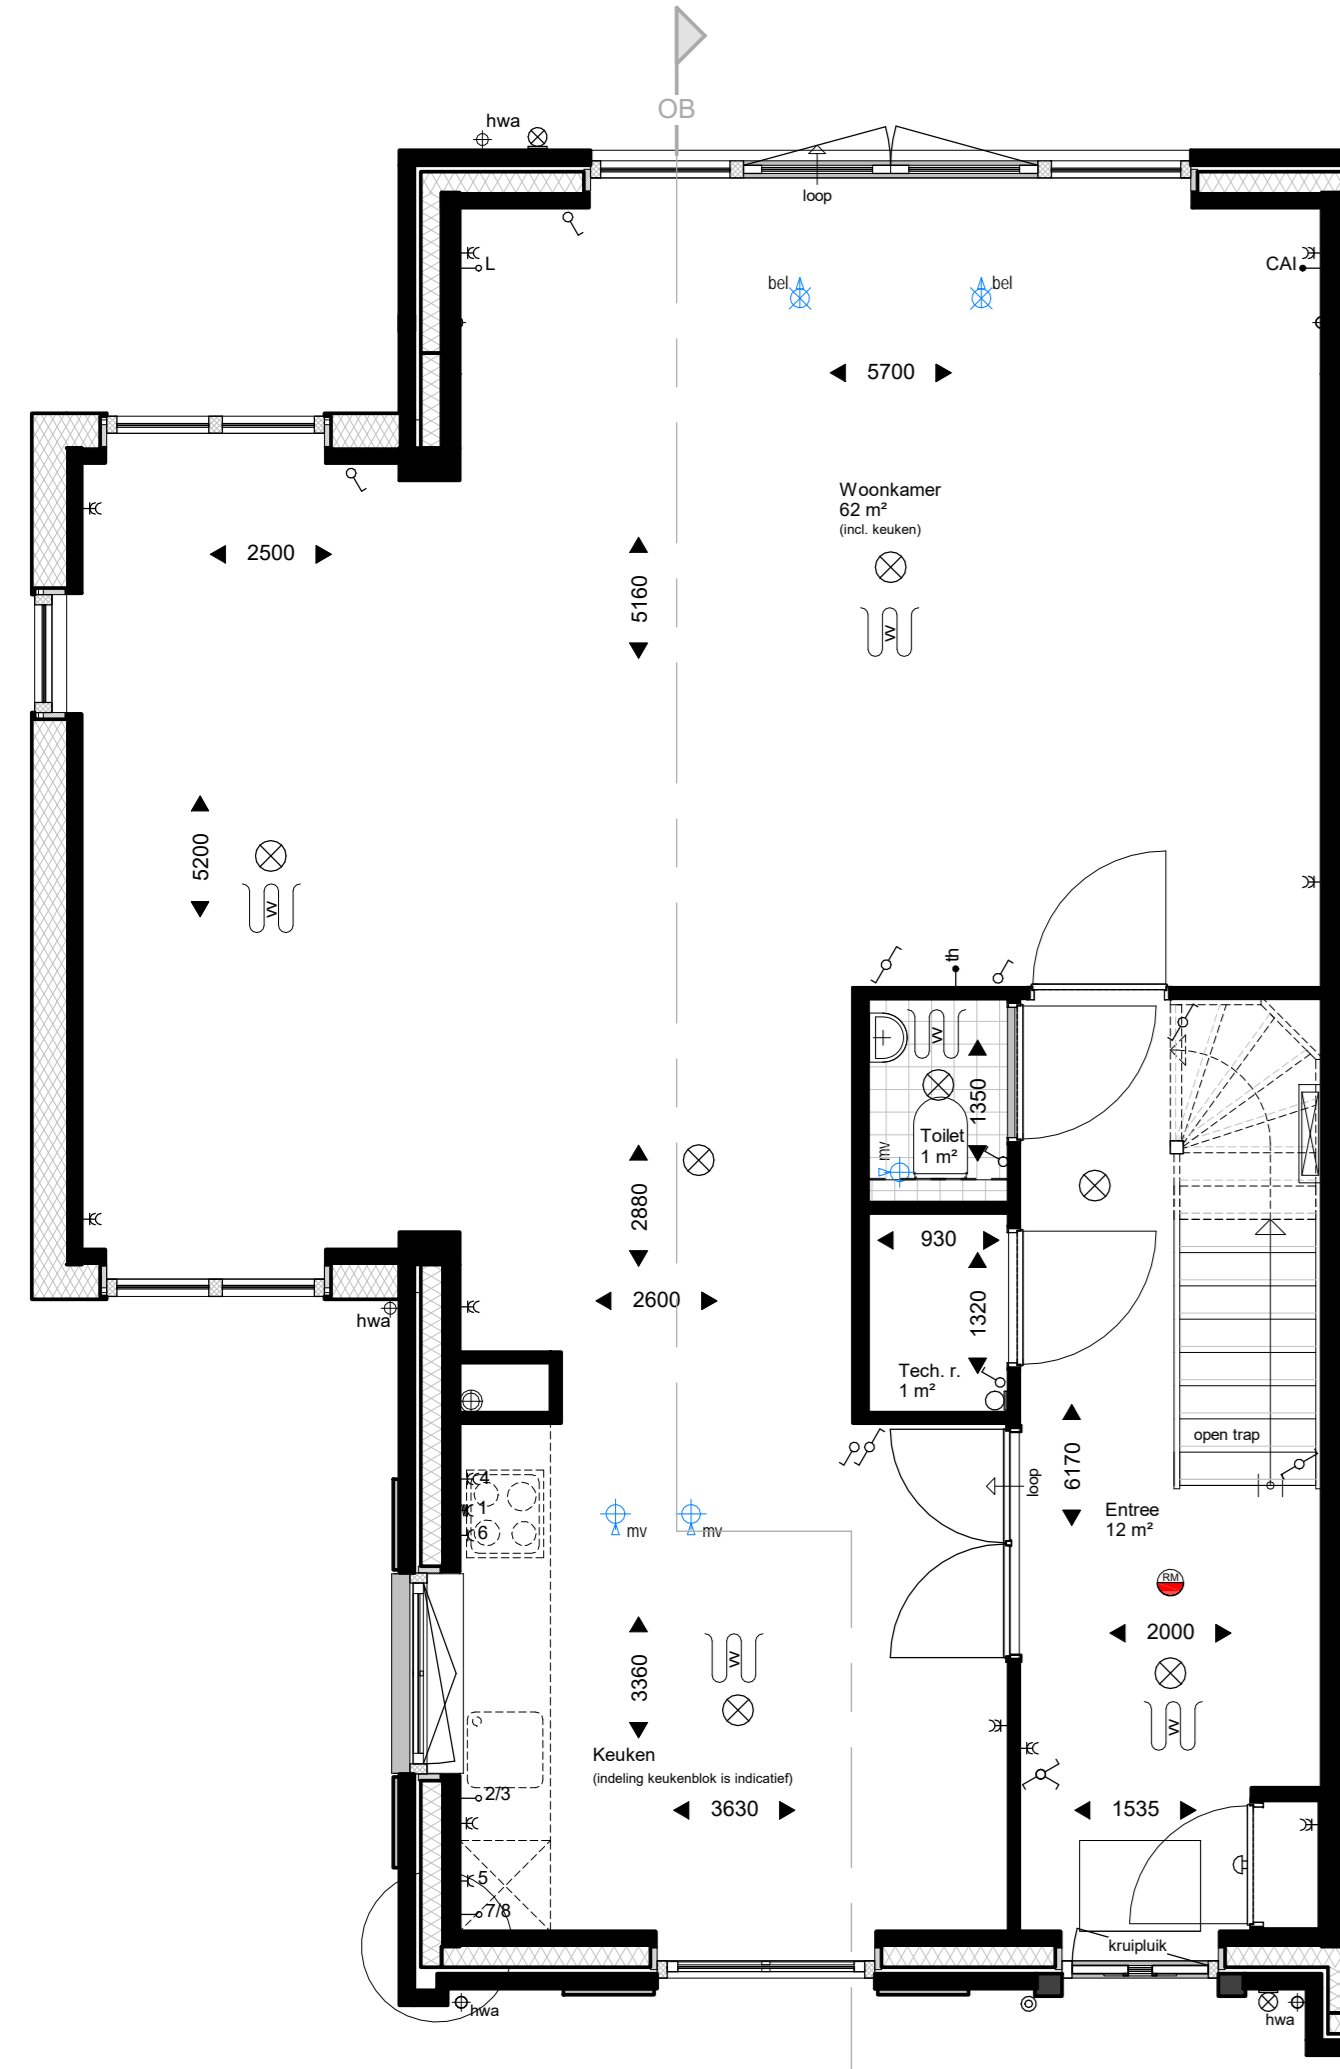 OB
hwa
loop
L
CAI
bel
bel
5700
Woonkamer
62 m²
(incl. keuken)
2500
5160
W
5200
W
th
W
1350
Toilet
1 m²
mv
2880
930
2600
1320
hwa
Tech. r.
1 m²
6170
open trap
4
1
6
loop
Entree
12 m²
mv
mv
RM
2000
W
3360
W
Keuken
(indeling keukenblok is indicatief)
2/3
3630
1535
5
7/8
kruipluik
hwa
hwa